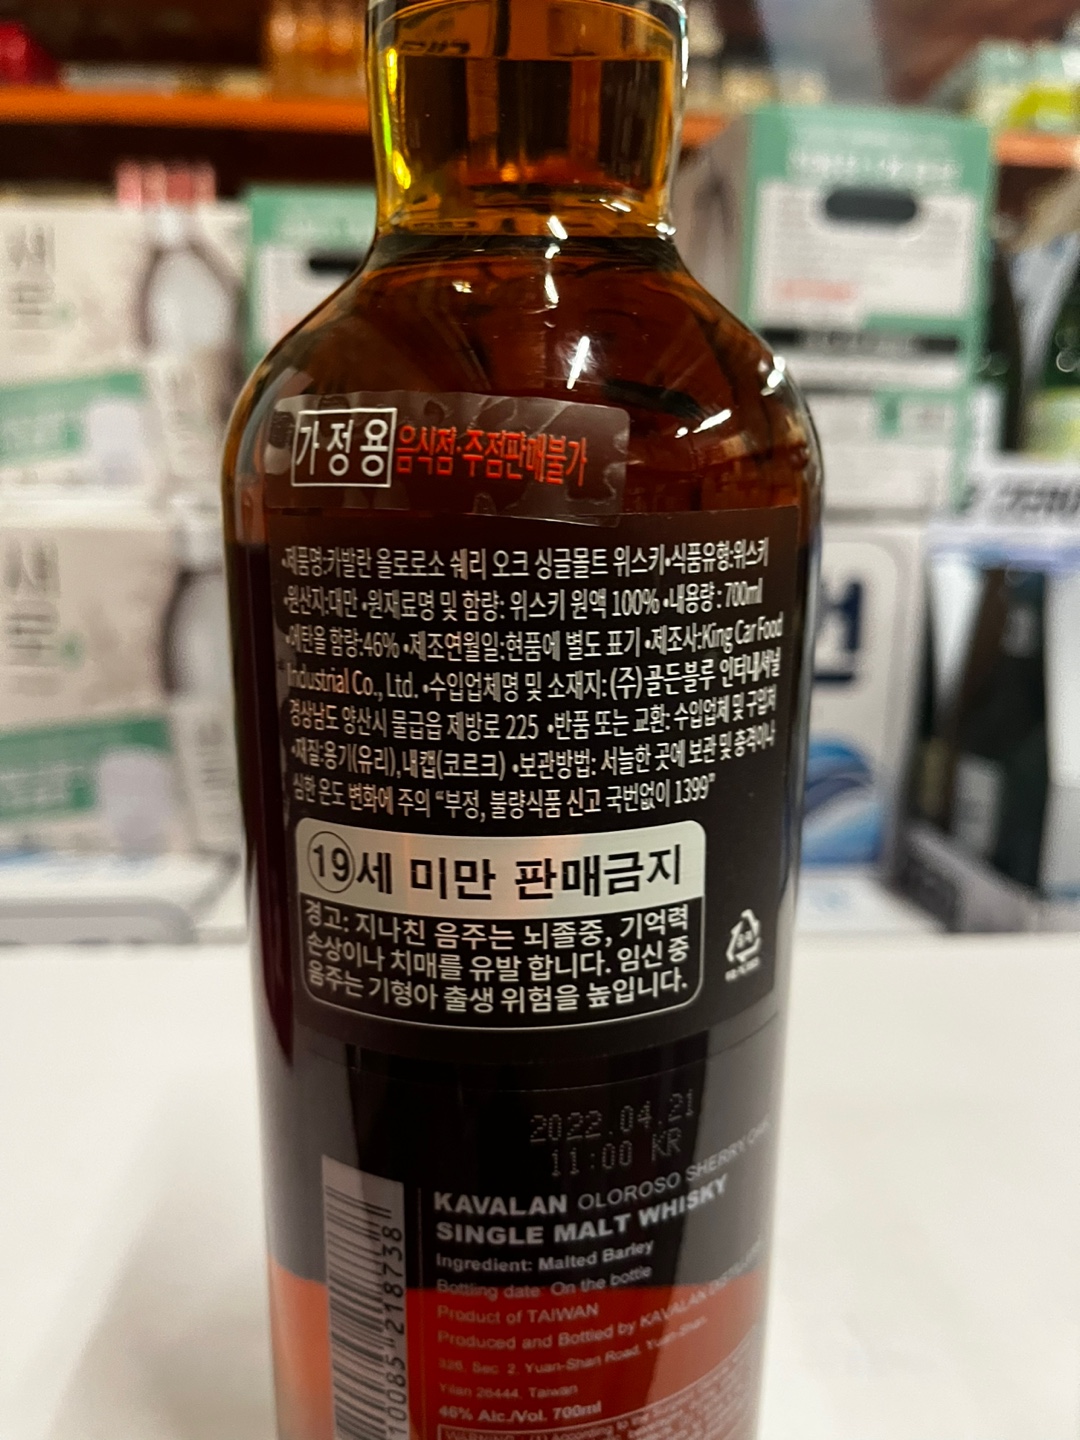 가정용 음식점·주점판매불가
•제품명:카발란 올로로소 쉐리 오크 싱글몰트 위스키•식품유형:위스키
•원산지:대만 •원재료명 및 함량: 위스키 원액 100% •내용량 : 700ml
•에탄올 함량:46% •제조연월일:현품에 별도 표기 •제조사:King Car Food
Industrial Co., Ltd. •수입업체명 및 소재지: (주)골든블루 인터내셔널
경상남도 양산시 물금읍 제방로 225 •반품 또는 교환: 수입업체 및 구입처
•재질:용기(유리),내캡(코르크) •보관방법: 서늘한 곳에 보관 및 충격이나
심한 온도 변화에 주의 “부정, 불량식품 신고 국번없이 1399”
19세 미만 판매금지
경고: 지나친 음주는 뇌졸중, 기억력
손상이나 치매를 유발 합니다. 임신 중
음주는 기형아 출생 위험을 높입니다.
2022.04.21
11:00 KR
KAVALAN OLOROSO SHERRY OAK
SINGLE MALT WHISKY
Ingredient: Malted Barley
Bottling date: On the bottle
Product of TAIWAN
Produced and Bottled by KAVALAN DISTILLERY
326, Sec. 2, Yuan-Shan Road, Yuan-Shan,
Yilan 26444, Taiwan
46% Alc./Vol. 700ml
WARNING: (1) According to the Surgeon
10085 218738
새로
새로